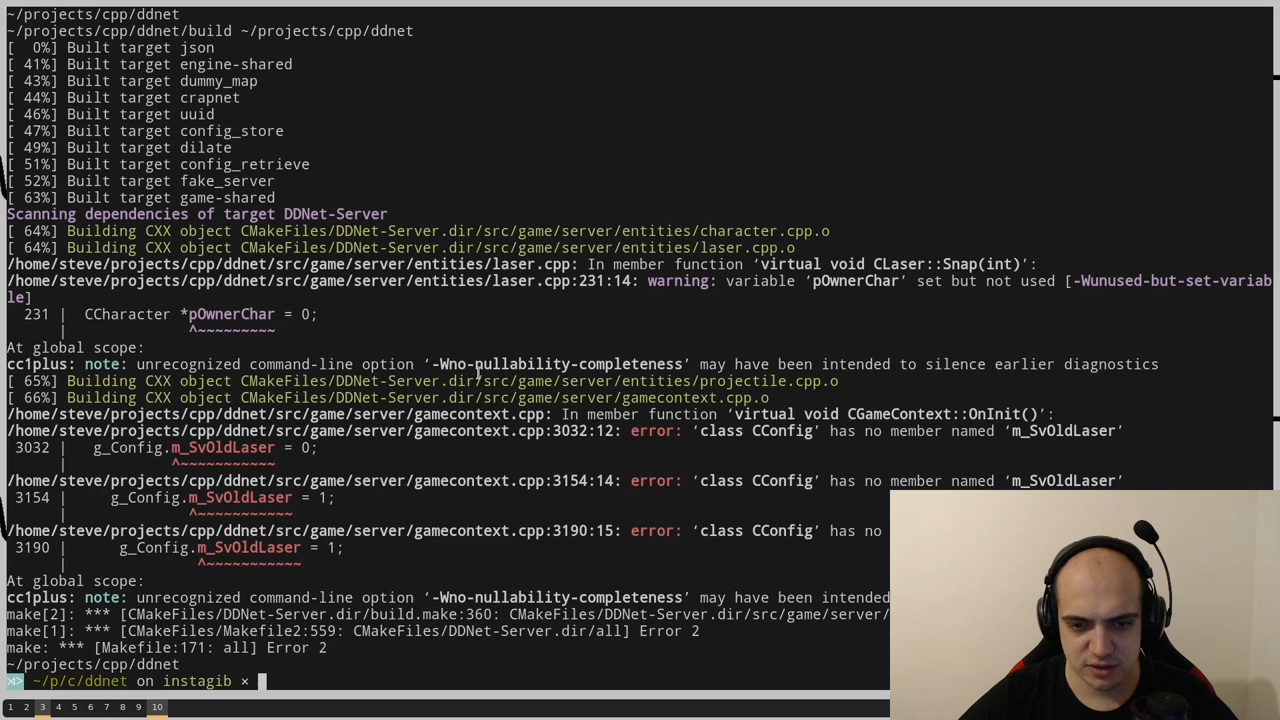 ~/projects/cpp/ddnet
~/projects/cpp/ddnet/build ~/projects/cpp/ddnet
[  0%] Built target json
[ 41%] Built target engine-shared
[ 43%] Built target dummy_map
[ 44%] Built target crapnet
[ 46%] Built target uuid
[ 47%] Built target config_store
[ 49%] Built target dilate
[ 51%] Built target config_retrieve
[ 52%] Built target fake_server
[ 63%] Built target game-shared
Scanning dependencies of target DDNet-Server
[ 64%] Building CXX object CMakeFiles/DDNet-Server.dir/src/game/server/entities/character.cpp.o
[ 64%] Building CXX object CMakeFiles/DDNet-Server.dir/src/game/server/entities/laser.cpp.o
/home/steve/projects/cpp/ddnet/src/game/server/entities/laser.cpp: In member function ‘virtual void CLaser::Snap(int)’:
/home/steve/projects/cpp/ddnet/src/game/server/entities/laser.cpp:231:14: warning: variable ‘pOwnerChar’ set but not used [-Wunused-but-set-variab
le]
  231 |  CCharacter *pOwnerChar = 0;
      |              ^~~~~~~~~~
At global scope:
cc1plus: note: unrecognized command-line option ‘-Wno-nullability-completeness’ may have been intended to silence earlier diagnostics
[ 65%] Building CXX object CMakeFiles/DDNet-Server.dir/src/game/server/entities/projectile.cpp.o
[ 66%] Building CXX object CMakeFiles/DDNet-Server.dir/src/game/server/gamecontext.cpp.o
/home/steve/projects/cpp/ddnet/src/game/server/gamecontext.cpp: In member function ‘virtual void CGameContext::OnInit()’:
/home/steve/projects/cpp/ddnet/src/game/server/gamecontext.cpp:3032:12: error: ‘class CConfig’ has no member named ‘m_SvOldLaser’
 3032 |   g_Config.m_SvOldLaser = 0;
      |            ^~~~~~~~~~~~
/home/steve/projects/cpp/ddnet/src/game/server/gamecontext.cpp:3154:14: error: ‘class CConfig’ has no member named ‘m_SvOldLaser’
 3154 |     g_Config.m_SvOldLaser = 1;
      |              ^~~~~~~~~~~~
/home/steve/projects/cpp/ddnet/src/game/server/gamecontext.cpp:3190:15: error: ‘class CConfig’ has no
 3190 |      g_Config.m_SvOldLaser = 1;
      |               ^~~~~~~~~~~~
At global scope:
cc1plus: note: unrecognized command-line option ‘-Wno-nullability-completeness’ may have been intended
make[2]: *** [CMakeFiles/DDNet-Server.dir/build.make:360: CMakeFiles/DDNet-Server.dir/src/game/server/
make[1]: *** [CMakeFiles/Makefile2:559: CMakeFiles/DDNet-Server.dir/all] Error 2
make: *** [Makefile:171: all] Error 2
~/projects/cpp/ddnet
~/p/c/ddnet on instagib ×
1 2 3 4 5 6 7 8 9 10